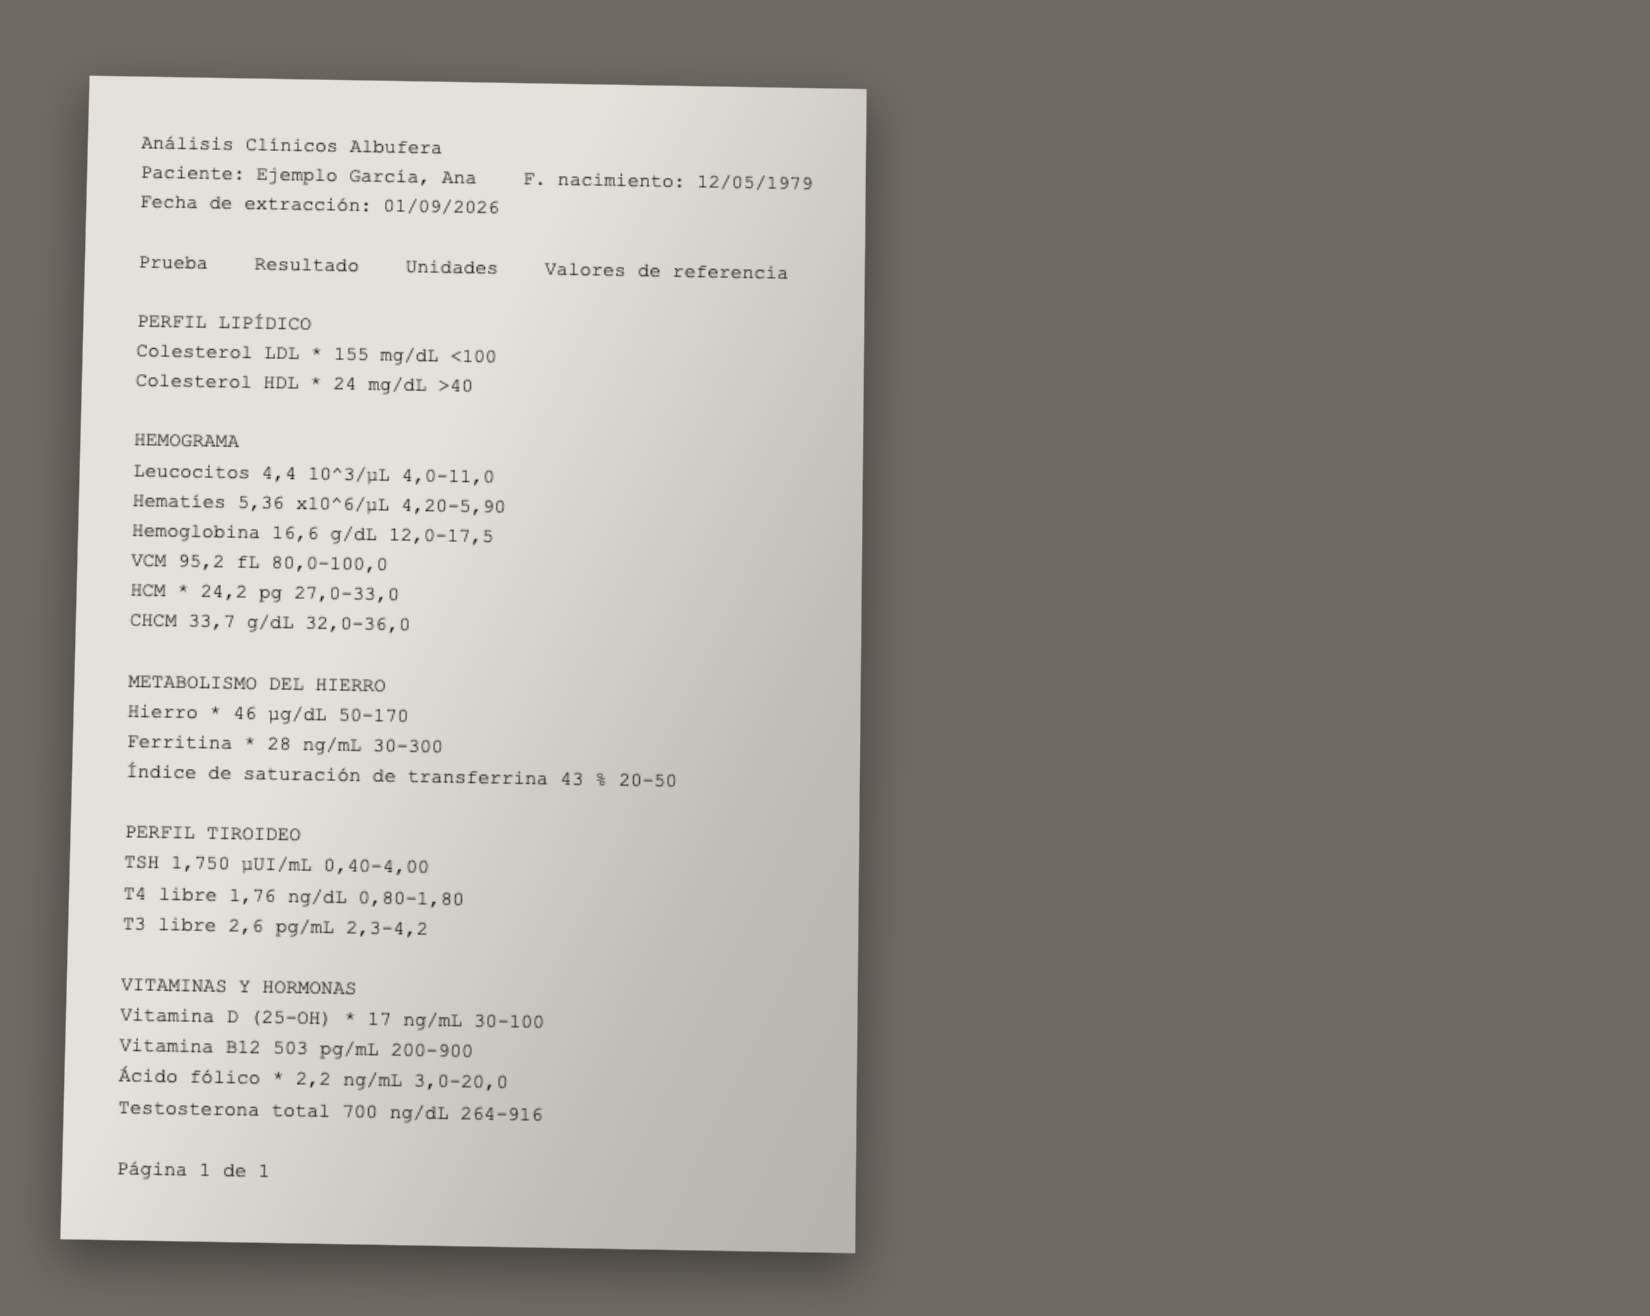 Análisis Clínicos Albufera
Paciente: Ejemplo García, Ana    F. nacimiento: 12/05/1979
Fecha de extracción: 01/09/2026
Prueba    Resultado    Unidades    Valores de referencia
PERFIL LIPÍDICO
Colesterol LDL * 155 mg/dL <100
Colesterol HDL * 24 mg/dL >40
HEMOGRAMA
Leucocitos 4,4 10^3/µL 4,0-11,0
Hematíes 5,36 x10^6/µL 4,20-5,90
Hemoglobina 16,6 g/dL 12,0-17,5
VCM 95,2 fL 80,0-100,0
HCM * 24,2 pg 27,0-33,0
CHCM 33,7 g/dL 32,0-36,0
METABOLISMO DEL HIERRO
Hierro * 46 µg/dL 50-170
Ferritina * 28 ng/mL 30-300
Índice de saturación de transferrina 43 % 20-50
PERFIL TIROIDEO
TSH 1,750 µUI/mL 0,40-4,00
T4 libre 1,76 ng/dL 0,80-1,80
T3 libre 2,6 pg/mL 2,3-4,2
VITAMINAS Y HORMONAS
Vitamina D (25-OH) * 17 ng/mL 30-100
Vitamina B12 503 pg/mL 200-900
Ácido fólico * 2,2 ng/mL 3,0-20,0
Testosterona total 700 ng/dL 264-916
Página 1 de 1